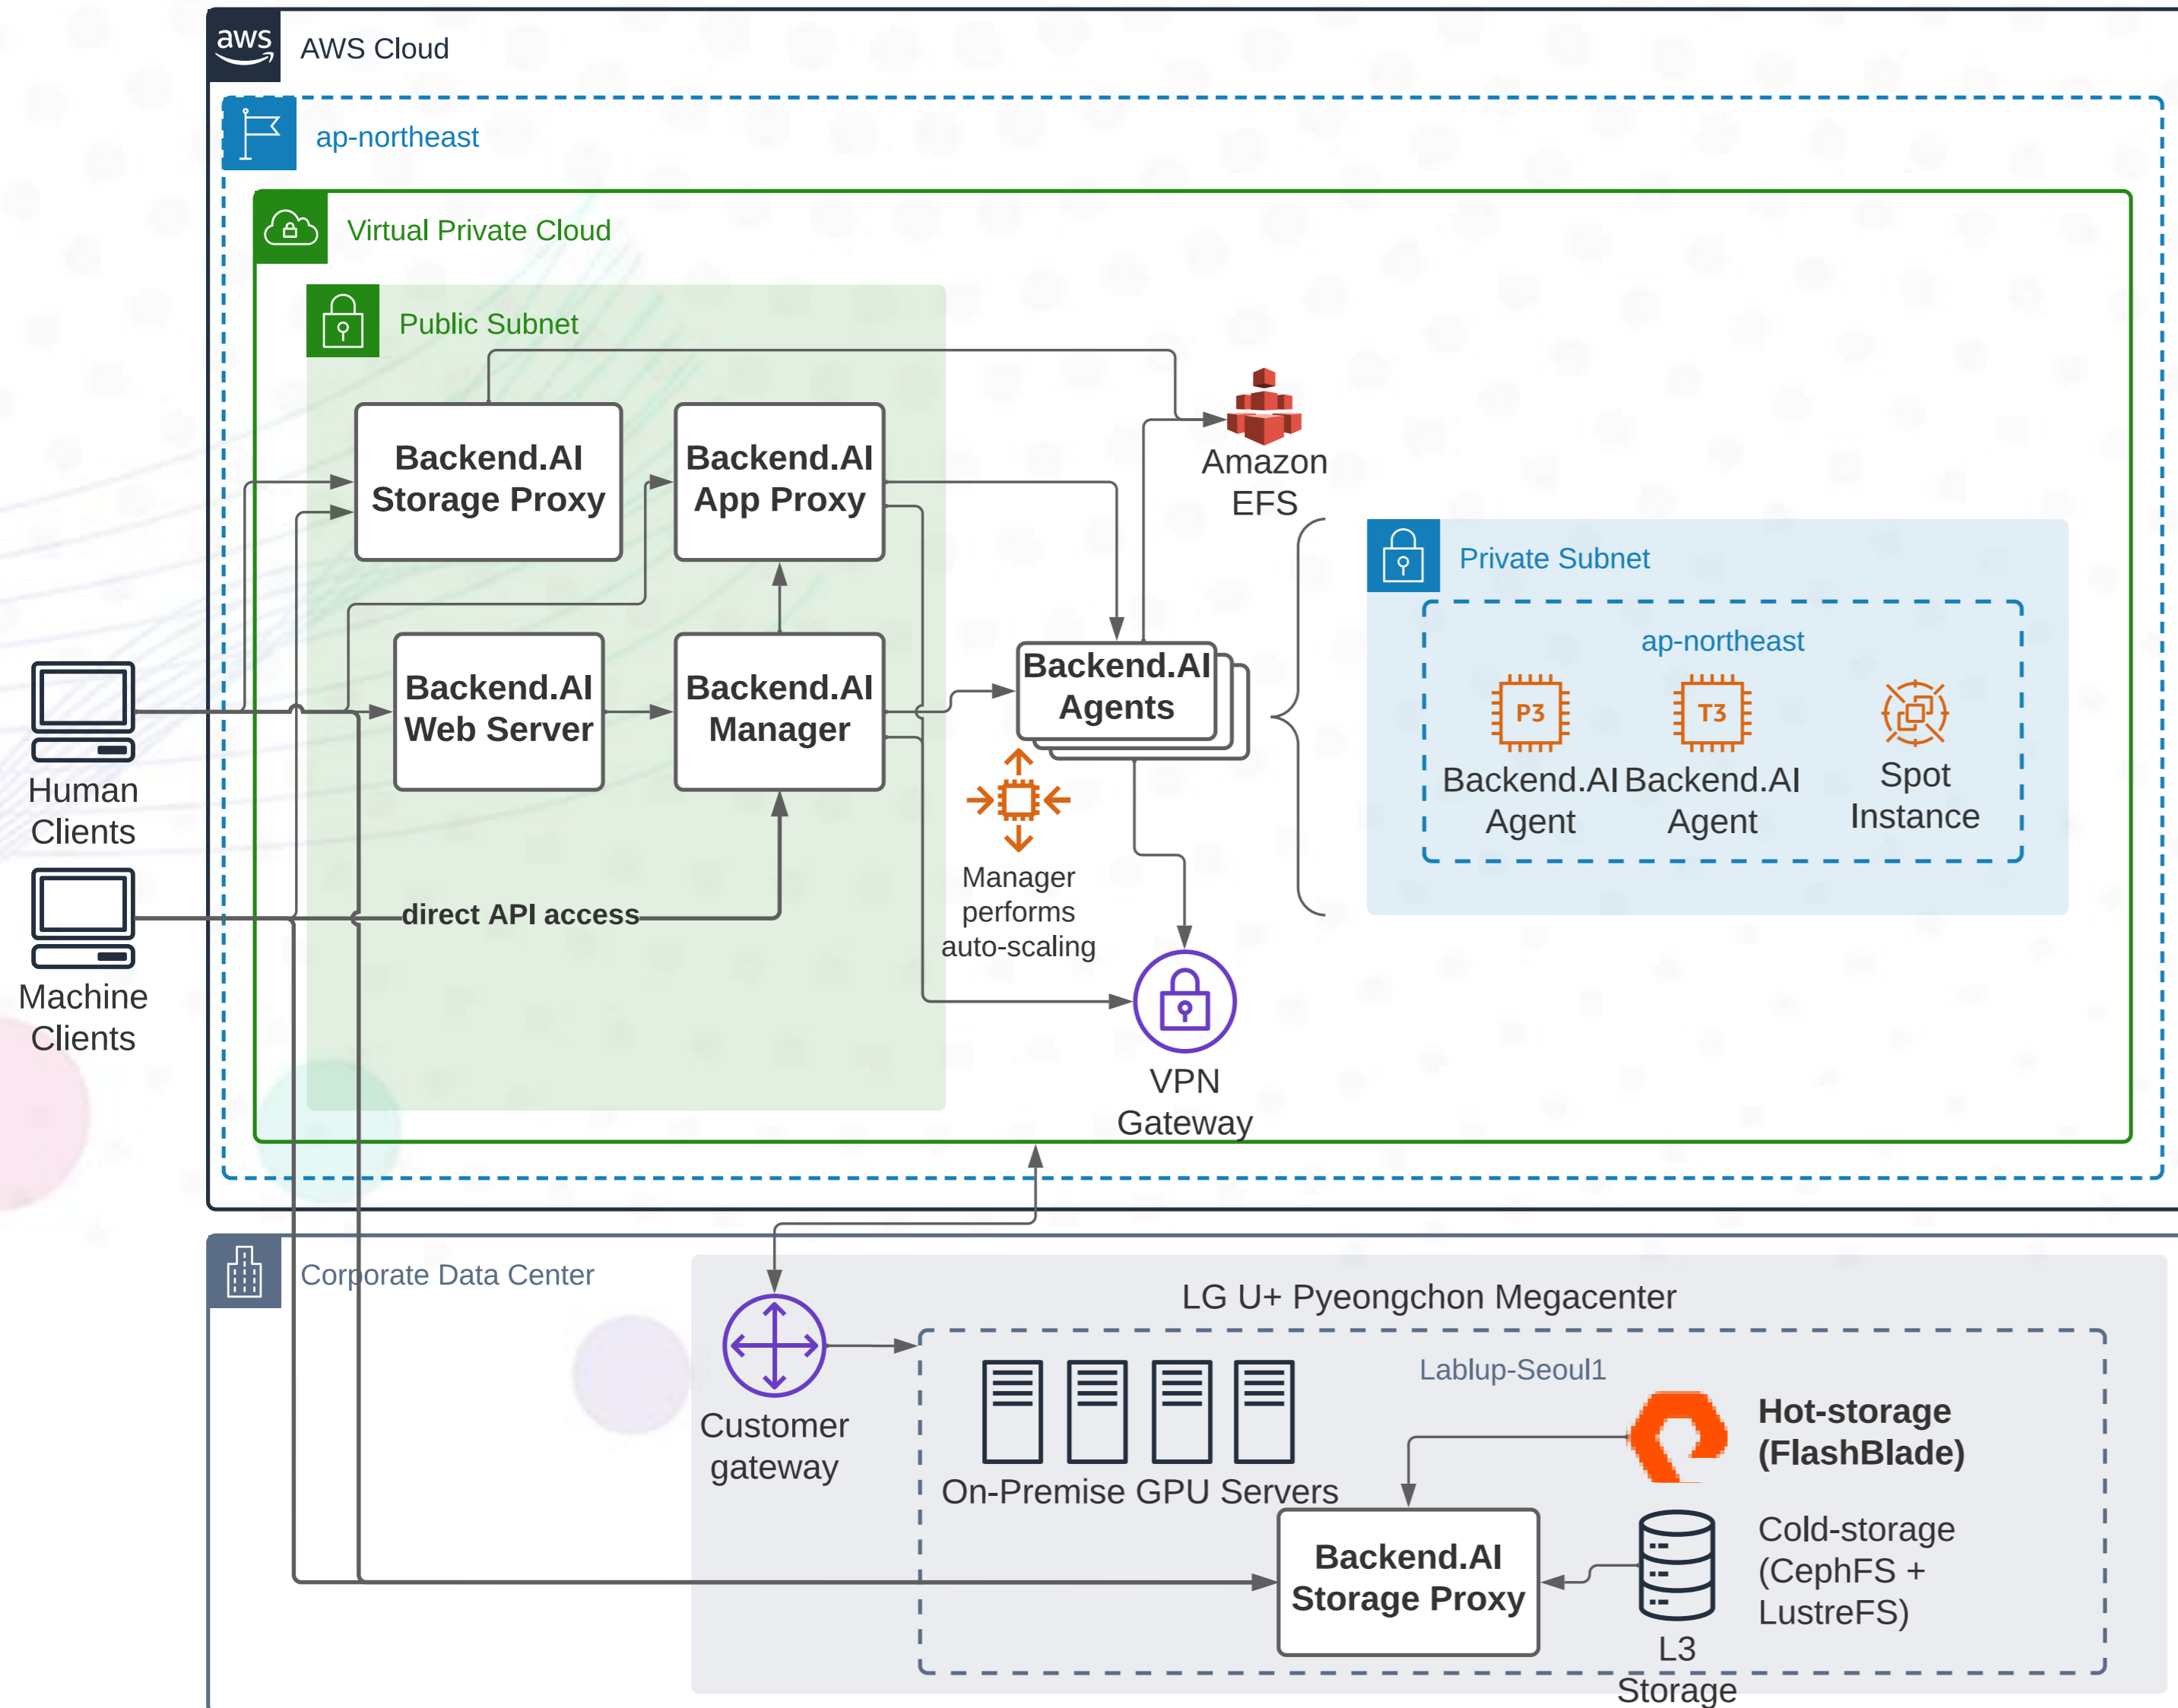 aws
AWS Cloud
ap-northeast
Virtual Private Cloud
Public Subnet
Backend.AI
Storage Proxy
Backend.AI
App Proxy
Amazon
EFS
Private Subnet
ap-northeast
P3
Backend.AI
Agent
T3
Backend.AI
Agent
Spot
Instance
Backend.AI
Web Server
Backend.AI
Manager
Backend.AI
Agents
Human
Clients
Manager
performs
auto-scaling
direct API access
Machine
Clients
VPN
Gateway
Corporate Data Center
LG U+ Pyeongchon Megacenter
Lablup-Seoul1
Customer
gateway
On-Premise GPU Servers
Hot-storage
(FlashBlade)
Backend.AI
Storage Proxy
Cold-storage
(CephFS +
LustreFS)
L3
Storage